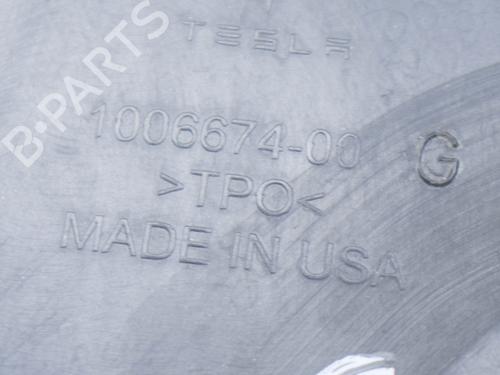 B-PARTS
TESLA
1006674-00
G
>TPO<
MADE IN USA